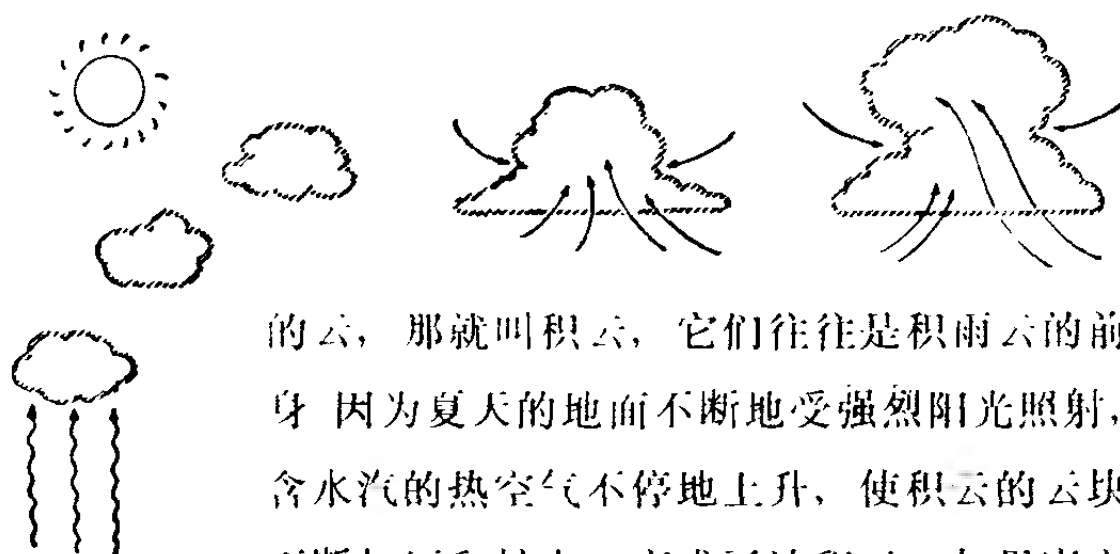 的云，那就叫积云，它们往往是积雨云的前
身 因为夏天的地面不断地受强烈阳光照射，
含水汽的热空气不停地上升，使积云的云块